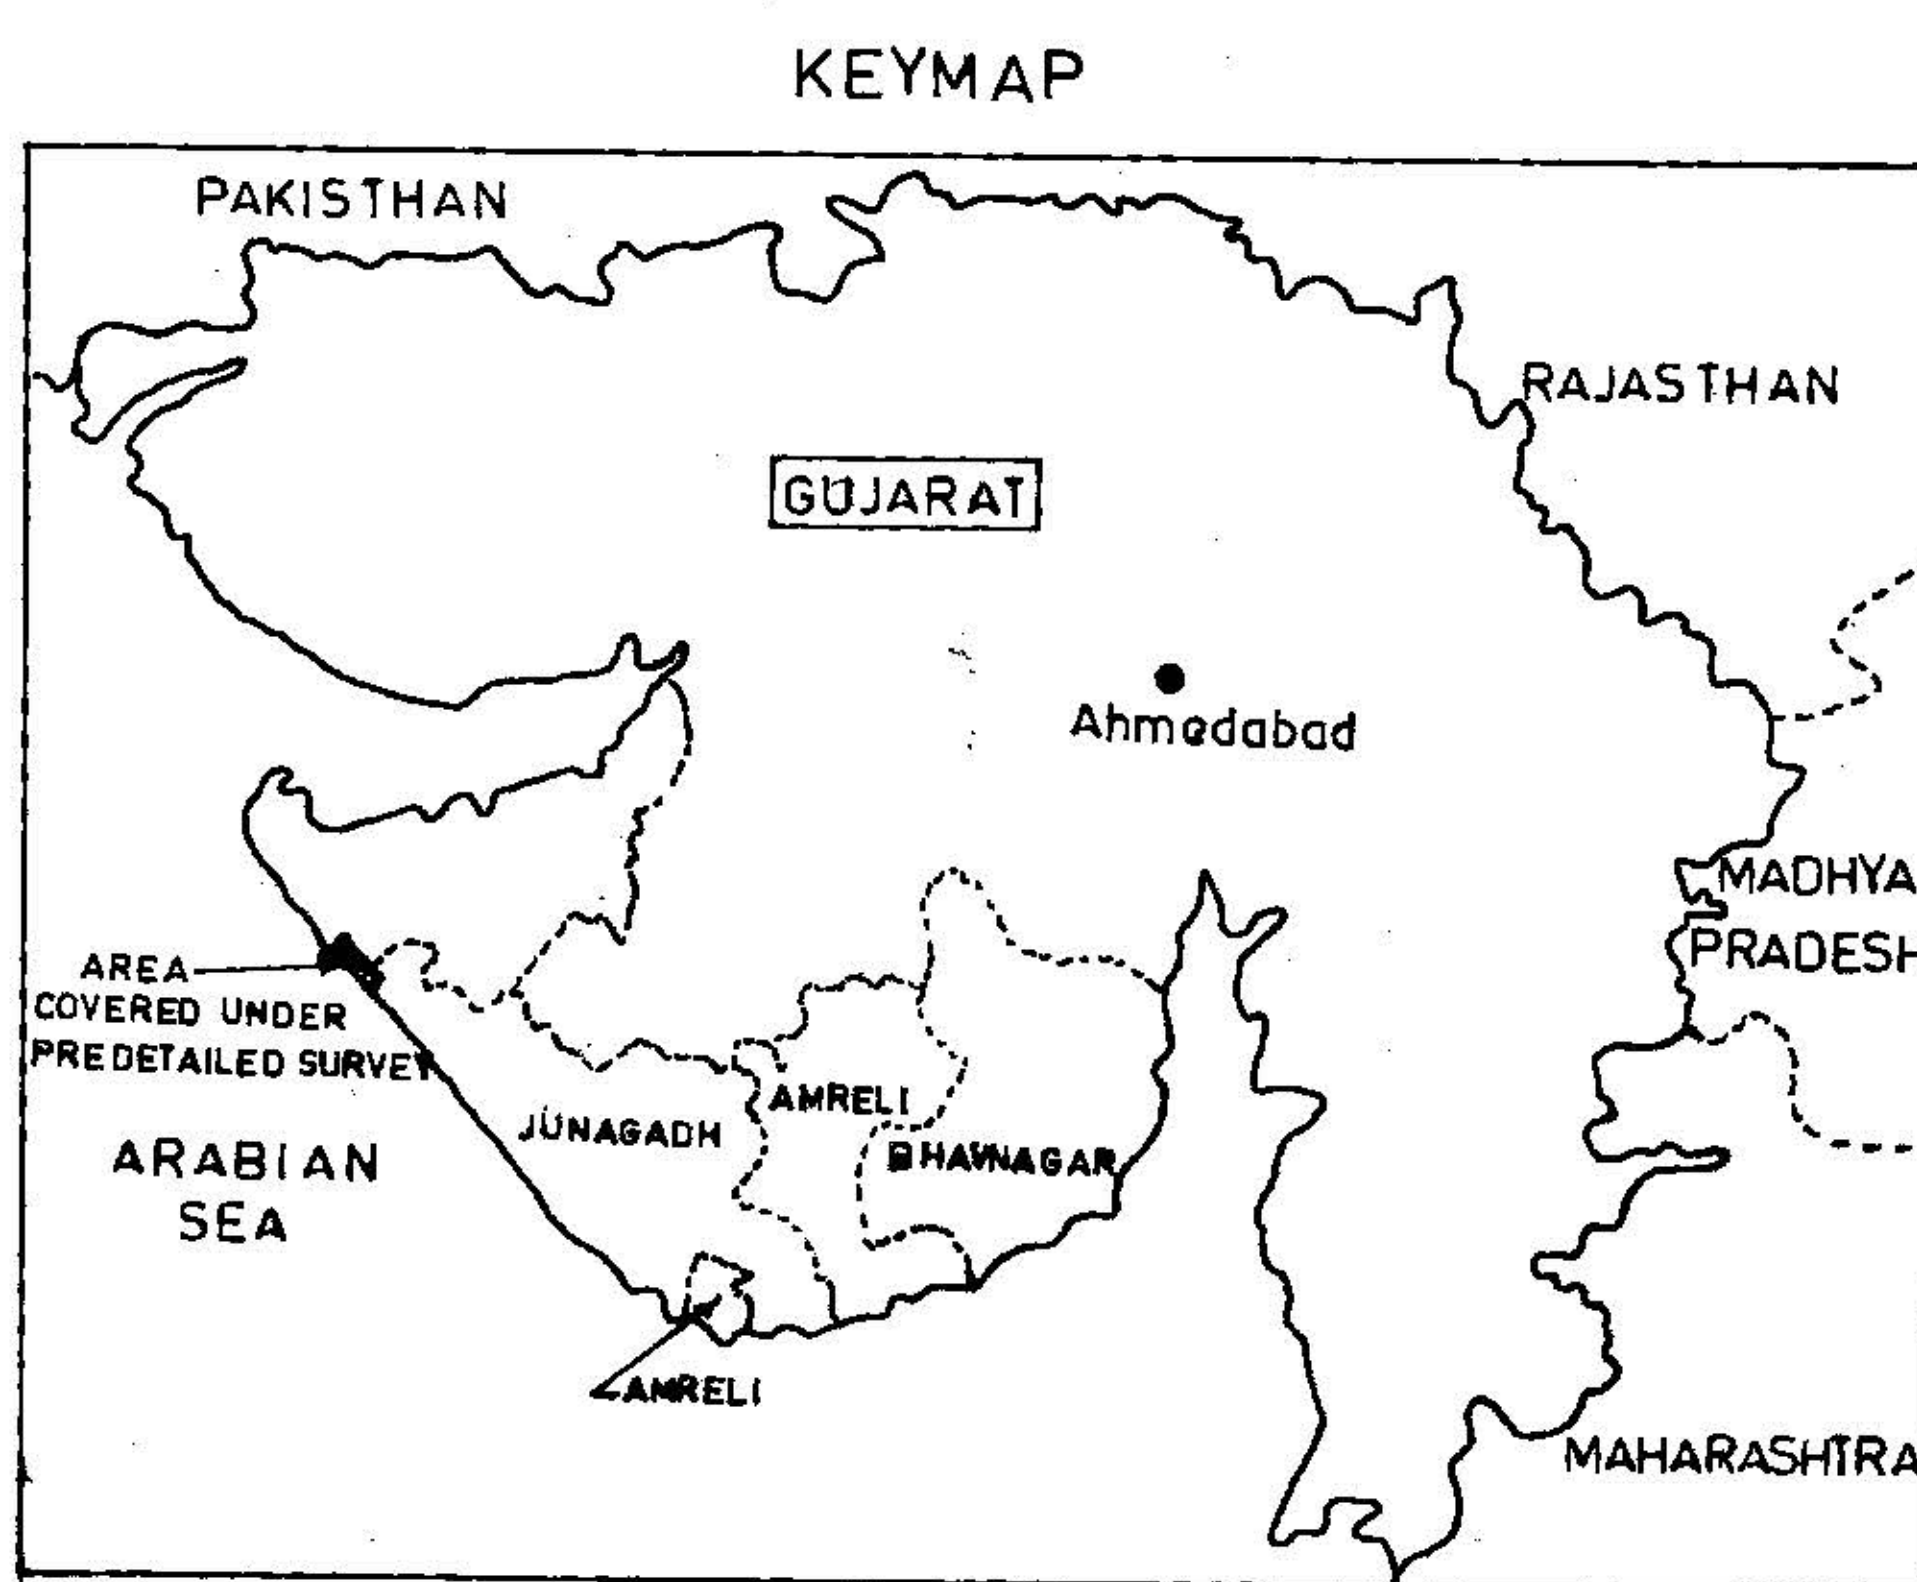 KEYMAP
PAKISTHAN
RAJASTHAN
GUJARAT
Ahmedabad
MADHYA
PRADESH
AREA
COVERED UNDER
PREDETAILED SURVEY
AMRELI
JUNAGADH
BHAVNAGAR
ARABIAN
SEA
AMRELI
MAHARASHTRA